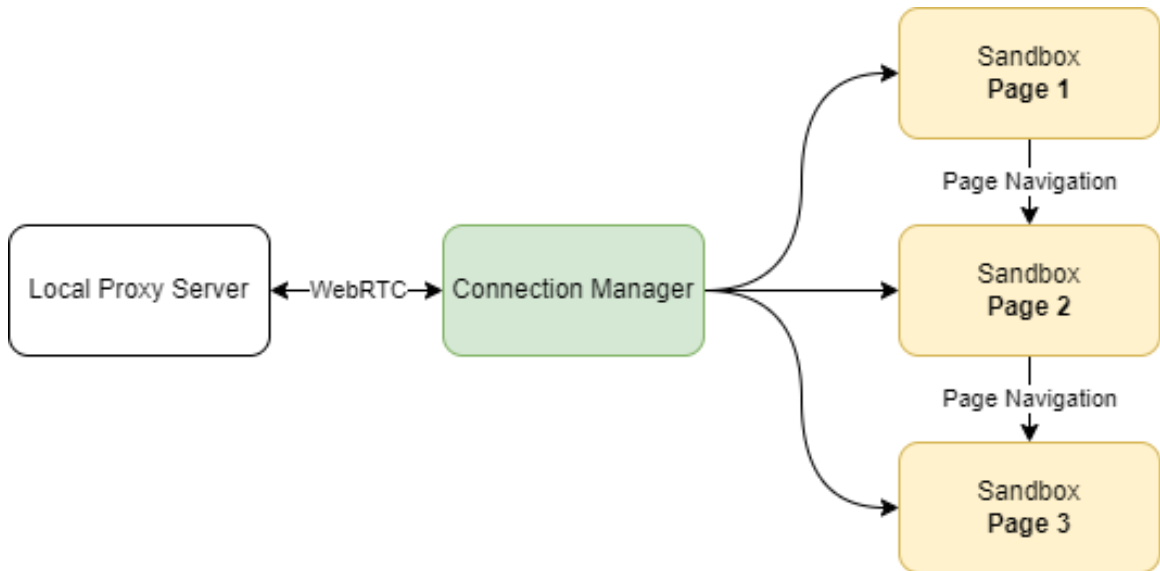 Sandbox
Page 1
Page Navigation
Local Proxy Server
WebRTC
Connection Manager
Sandbox
Page 2
Page Navigation
Sandbox
Page 3